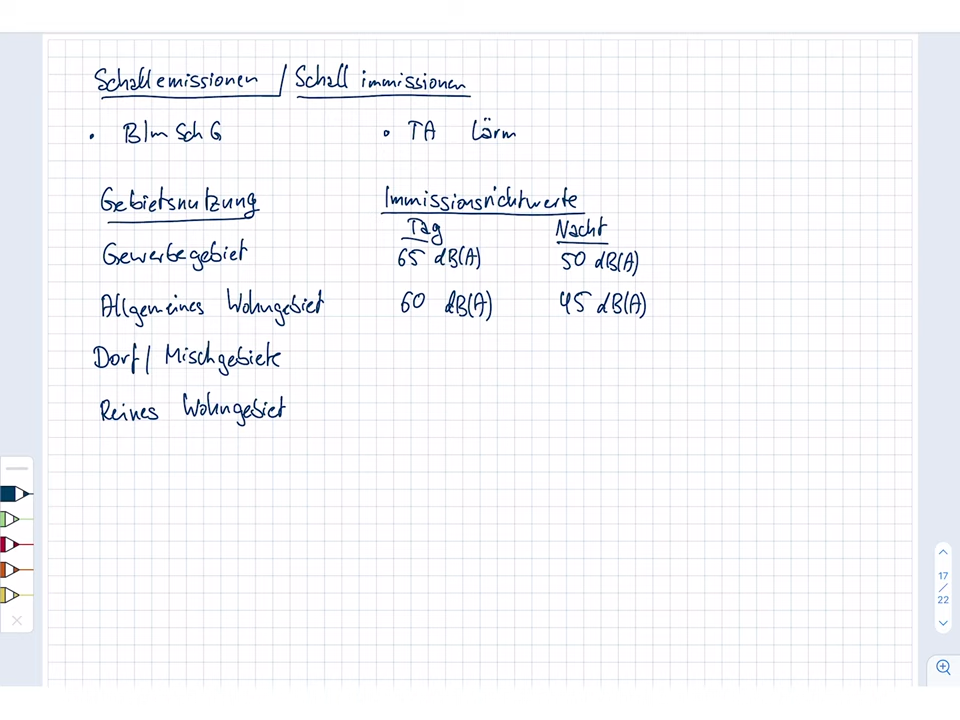 Schallemissionen / Schallimmissionen
• BImSchG • TA Lärm
Gebietsnutzung Immissionsrichtwerte
Tag Nacht
Gewerbegebiet 65 dB(A) 50 dB(A)
Allgemeines Wohngebiet 60 dB(A) 45 dB(A)
Dorf/Mischgebiete
Reines Wohngebiet
17
/
22